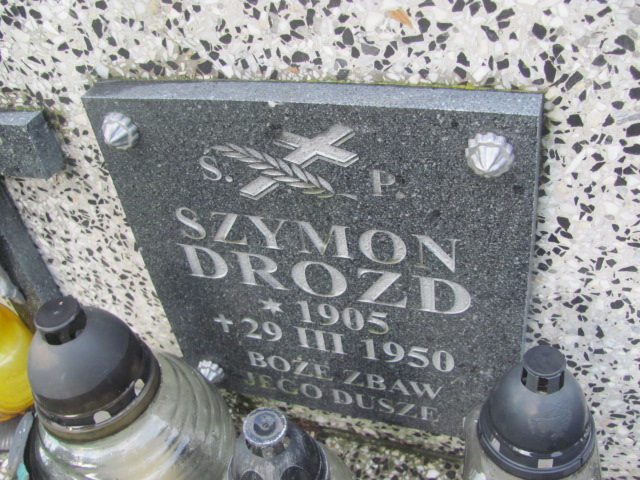 S. P.
SZYMON
DROZD
* 1905
+ 29 III 1950
BOŻE ZBAW
JEGO DUSZE